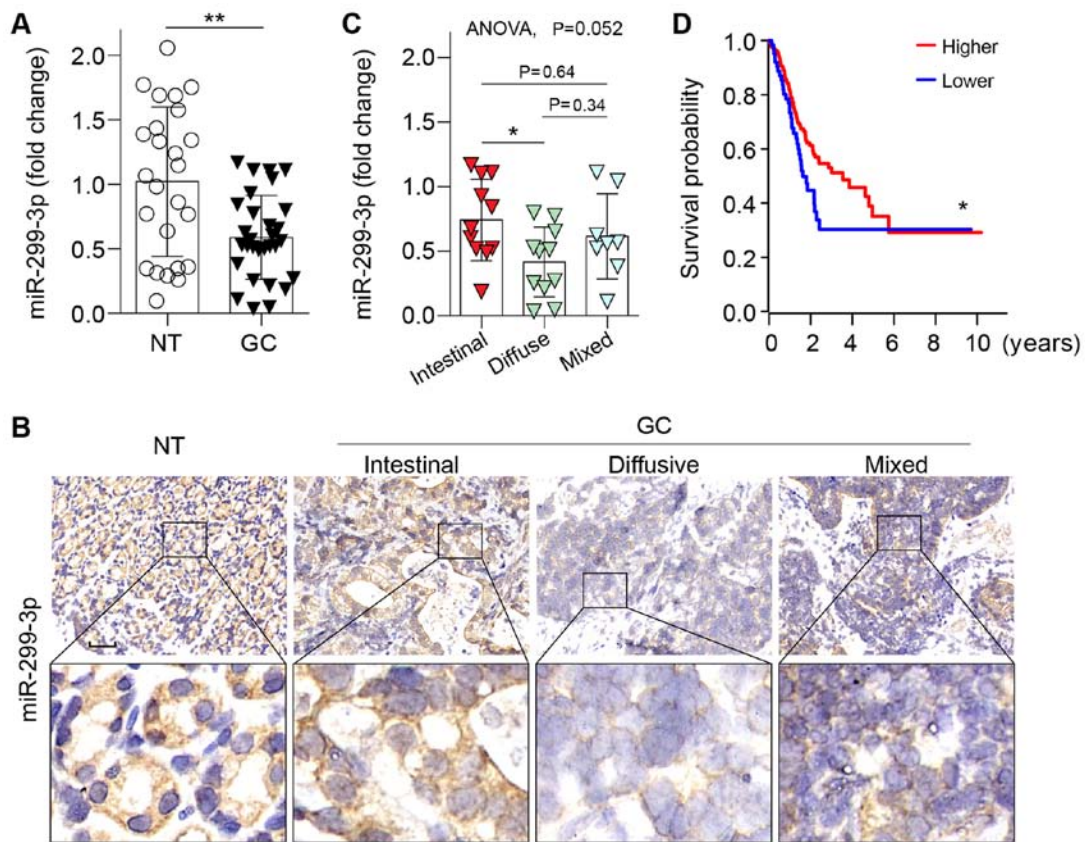 A
**
miR-299-3p (fold change)
2.0
1.5
1.0
0.5
0.0
NT
GC
C
ANOVA, P=0.052
P=0.64
P=0.34
*
miR-299-3p (fold change)
2.0
1.5
1.0
0.5
0.0
Intestinal
Diffuse
Mixed
D
Survival probability
1.0
0.8
0.6
0.4
0.2
0.0
Higher
Lower
*
0 2 4 6 8 10 (years)
B
NT
GC
Intestinal
Diffusive
Mixed
miR-299-3p